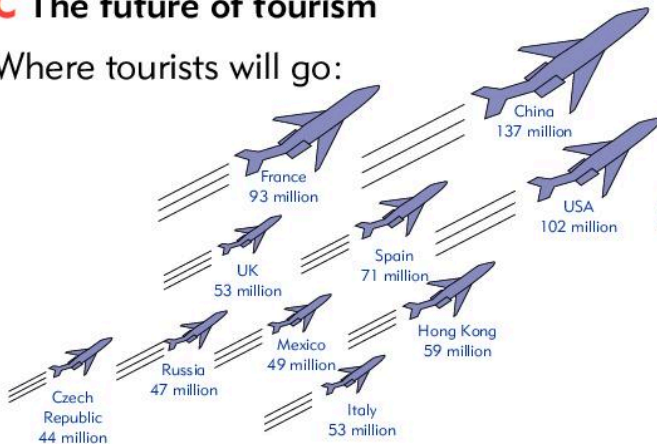 C The future of tourism
Where tourists will go:
China
137 million
France
93 million
USA
102 million
Spain
71 million
UK
53 million
Hong Kong
59 million
Mexico
49 million
Russia
47 million
Czech
Republic
44 million
Italy
53 million